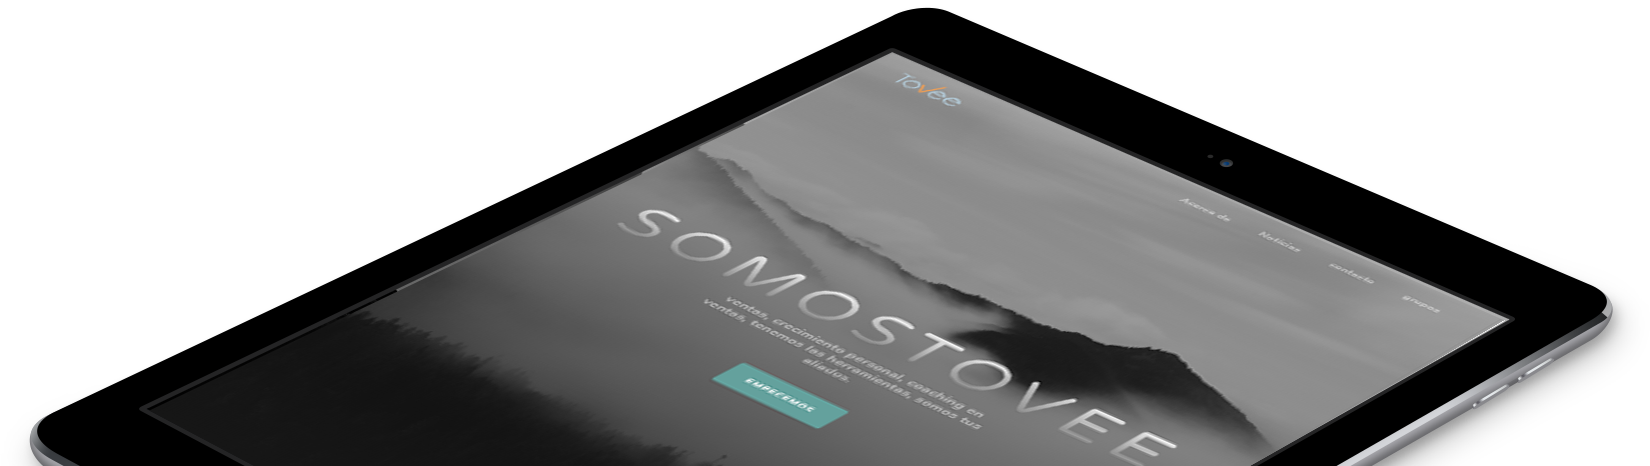 Tovee
Acerca de
Noticias
contacto
grupos
SOMOSTOVEE
ventas, crecimiento personal, coaching en
ventas, tenemos las herramientas, somos tus
aliados.
EMPECEMOS